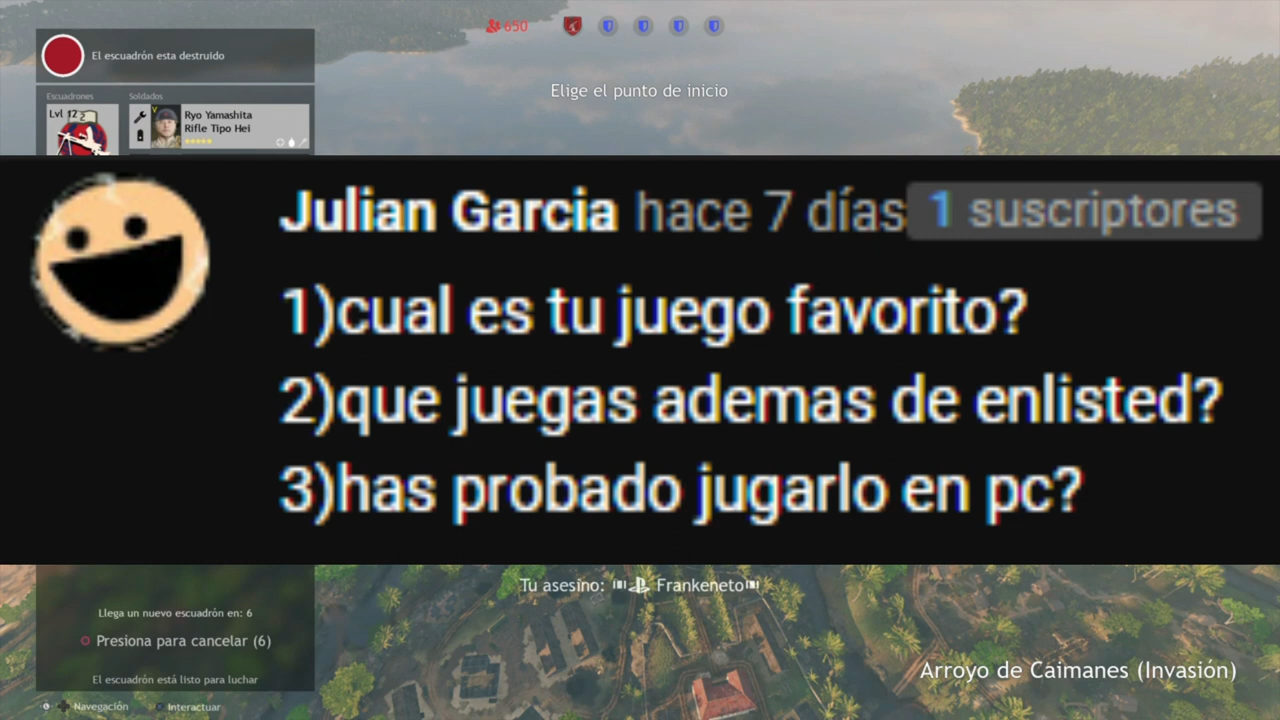 650
El escuadrón esta destruido
Elige el punto de inicio
Escuadrones
Soldados
Lvl 12
Ryo Yamashita
Rifle Tipo Hei
Julian Garcia hace 7 días 1 suscriptores
1)cual es tu juego favorito?
2)que juegas ademas de enlisted?
3)has probado jugarlo en pc?
Tu asesino: Frankeneto
Llega un nuevo escuadrón en: 6
Presiona para cancelar (6)
Arroyo de Caimanes (Invasión)
El escuadrón está listo para luchar
Navegación
Interactuar